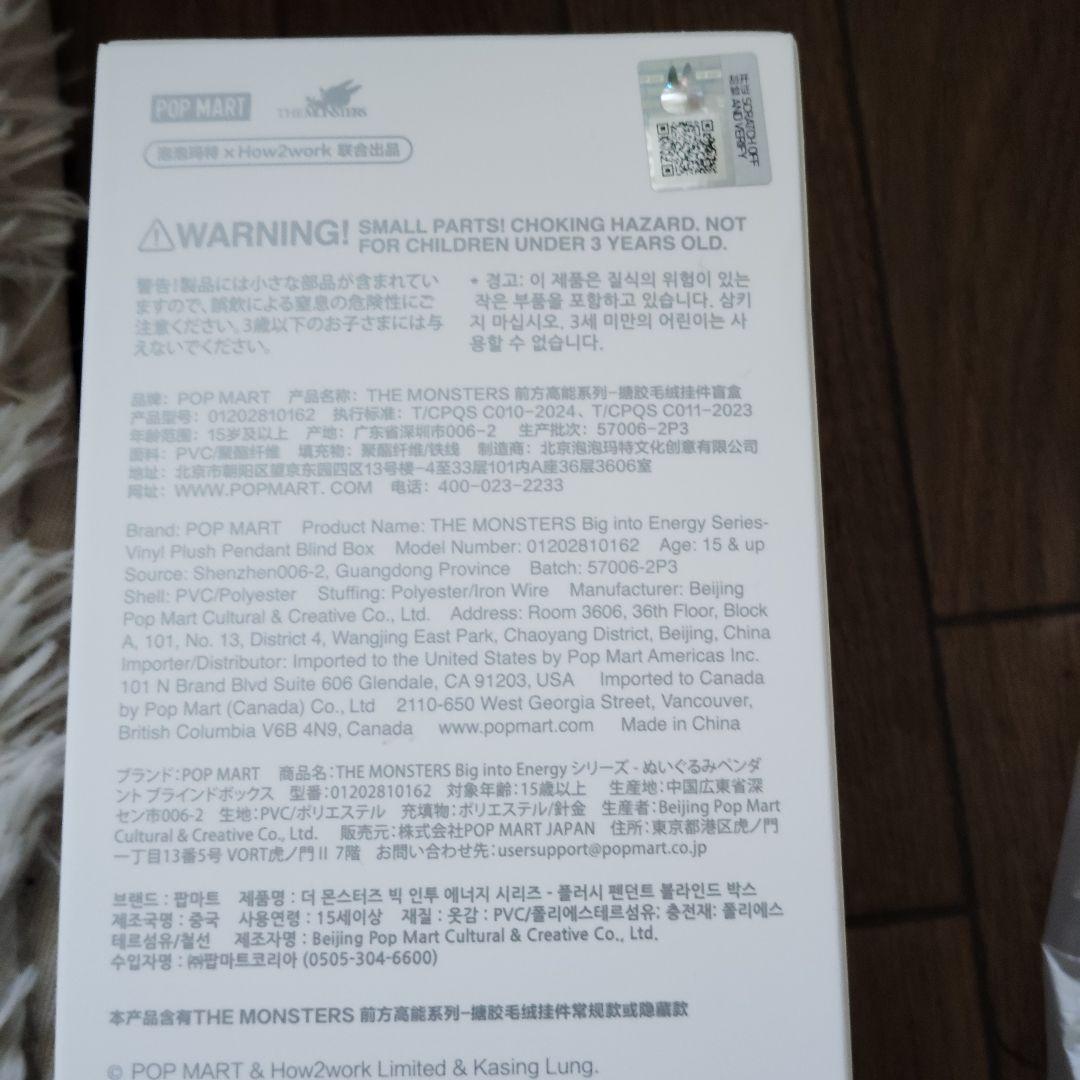 POP MART
THE MONSTERS
泡泡玛特 × How2work 联合出品
开 启 SCRATCH OFF
刮 验 AND VERIFY
WARNING! SMALL PARTS! CHOKING HAZARD. NOT
FOR CHILDREN UNDER 3 YEARS OLD.
警告!製品には小さな部品が含まれてい
ますので、誤飲による窒息の危険性にご
注意ください。3歳以下のお子さまには与
えないでください。
* 경고: 이 제품은 질식의 위험이 있는
작은 부품을 포함하고 있습니다. 삼키
지 마십시오. 3세 미만의 어린이는 사
용할 수 없습니다.
品牌: POP MART 产品名称: THE MONSTERS 前方高能系列-搪胶毛绒挂件盲盒
产品型号: 01202810162 执行标准: T/CPQS C010-2024、T/CPQS C011-2023
年龄范围: 15岁及以上 产地: 广东省深圳市006-2 生产批次: 57006-2P3
面料: PVC/聚酯纤维 填充物: 聚酯纤维/铁线 制造商: 北京泡泡玛特文化创意有限公司
地址: 北京市朝阳区望京东园四区13号楼-4至33层101内A座36层3606室
网址: WWW.POPMART. COM 电话: 400-023-2233
Brand: POP MART Product Name: THE MONSTERS Big into Energy Series-
Vinyl Plush Pendant Blind Box Model Number: 01202810162 Age: 15 & up
Source: Shenzhen006-2, Guangdong Province Batch: 57006-2P3
Shell: PVC/Polyester Stuffing: Polyester/Iron Wire Manufacturer: Beijing
Pop Mart Cultural & Creative Co., Ltd. Address: Room 3606, 36th Floor, Block
A, 101, No. 13, District 4, Wangjing East Park, Chaoyang District, Beijing, China
Importer/Distributor: Imported to the United States by Pop Mart Americas Inc.
101 N Brand Blvd Suite 606 Glendale, CA 91203, USA Imported to Canada
by Pop Mart (Canada) Co., Ltd 2110-650 West Georgia Street, Vancouver,
British Columbia V6B 4N9, Canada www.popmart.com Made in China
ブランド:POP MART 商品名:THE MONSTERS Big into Energy シリーズ - ぬいぐるみペンダ
ント ブラインドボックス 型番:01202810162 対象年齢:15歳以上 生産地:中国広東省深
セン市006-2 生地:PVC/ポリエステル 充填物:ポリエステル/針金 生産者:Beijing Pop Mart
Cultural & Creative Co., Ltd. 販売元:株式会社POP MART JAPAN 住所:東京都港区虎ノ門
一丁目13番5号 VORT虎ノ門Ⅱ 7階 お問い合わせ先:usersupport@popmart.co.jp
브랜드 : 팝마트 제품명 : 더 몬스터즈 빅 인투 에너지 시리즈 - 플러시 펜던트 블라인드 박스
제조국명 : 중국 사용연령 : 15세이상 재질 : 옷감 : PVC/폴리에스테르섬유; 충전재: 폴리에스
테르섬유/철선 제조자명 : Beijing Pop Mart Cultural & Creative Co., Ltd.
수입자명 : ㈜팝마트코리아 (0505-304-6600)
本产品含有THE MONSTERS 前方高能系列-搪胶毛绒挂件常规款或隐藏款
© POP MART & How2work Limited & Kasing Lung.